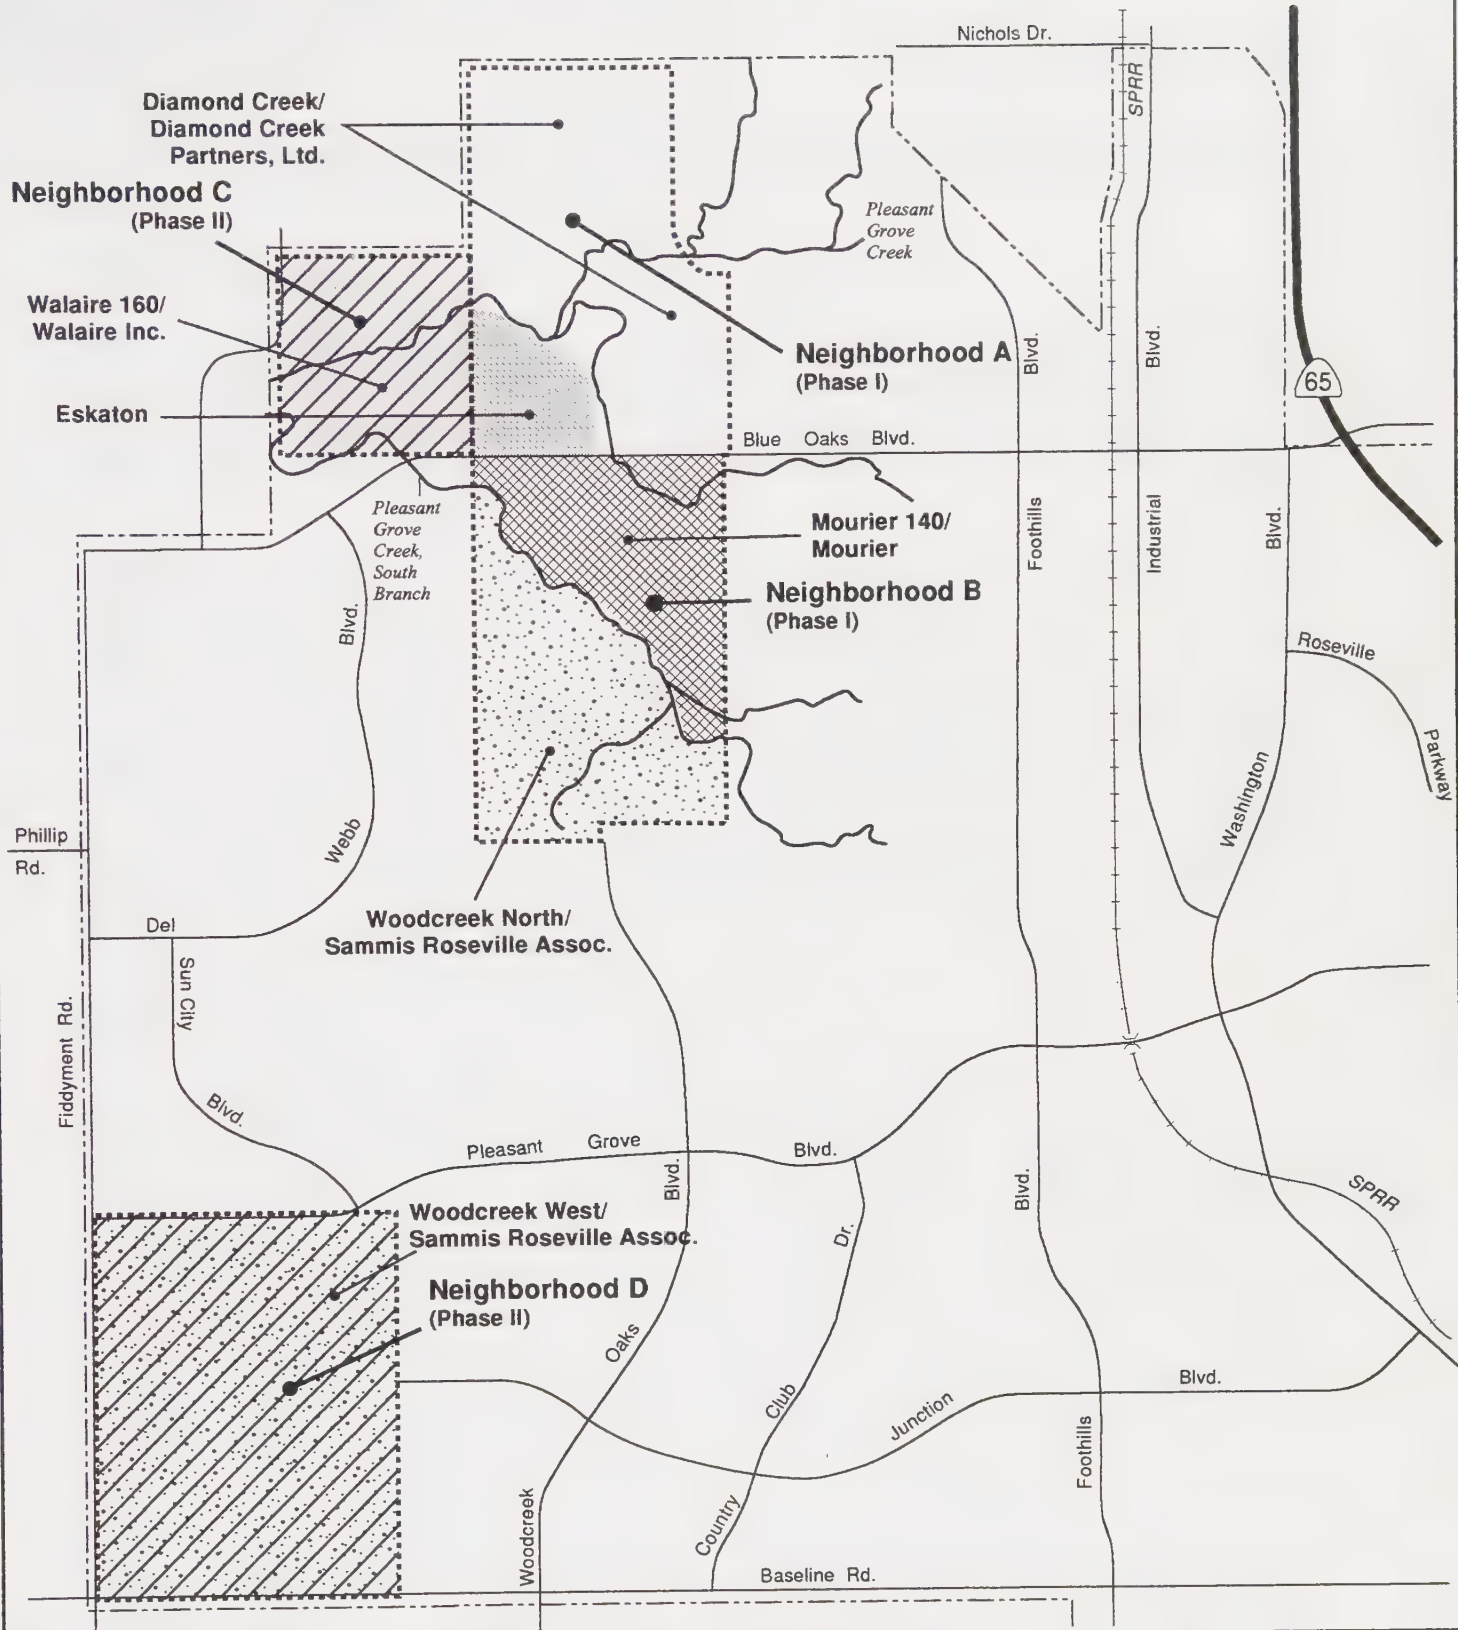 Nichols Dr.
SPRR
Diamond Creek/
Diamond Creek
Partners, Ltd.
Neighborhood C
(Phase II)
Pleasant
Grove
Creek
Walaire 160/
Walaire Inc.
Neighborhood A
(Phase I)
Blvd.
Blvd.
65
Eskaton
Blue Oaks Blvd.
Pleasant
Grove
Creek,
South
Branch
Mourier 140/
Mourier
Foothills
Industrial
Blvd.
Neighborhood B
(Phase I)
Blvd.
Roseville
Parkway
Washington
Phillip
Rd.
Webb
Del
Woodcreek North/
Sammis Roseville Assoc.
Sun City
Fiddyment Rd.
Blvd.
Pleasant Grove Blvd.
Blvd.
Blvd.
SPRR
Woodcreek West/
Sammis Roseville Assoc.
Dr.
Neighborhood D
(Phase II)
Oaks
Club
Junction
Blvd.
Foothills
Woodcreek
Country
Baseline Rd.